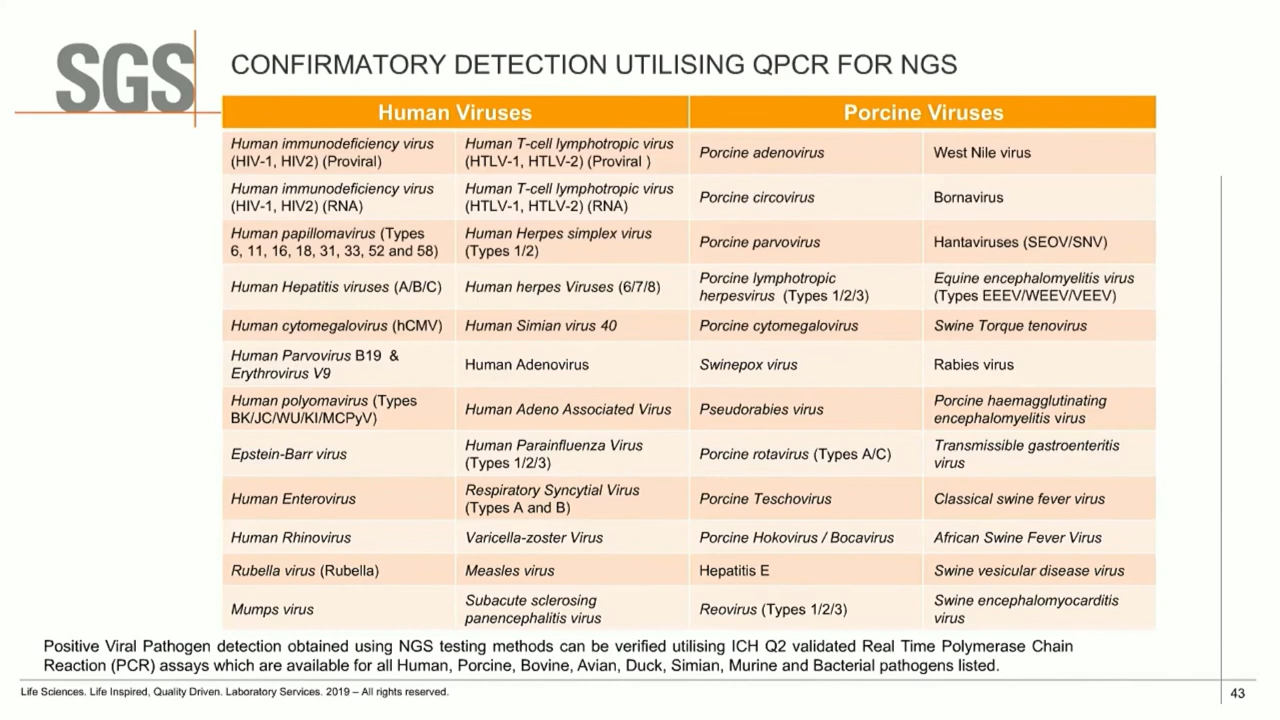 SGS
CONFIRMATORY DETECTION UTILISING QPCR FOR NGS
Human Viruses
Porcine Viruses
Human immunodeficiency virus
(HIV-1, HIV2) (Proviral)
Human T-cell lymphotropic virus
(HTLV-1, HTLV-2) (Proviral )
Porcine adenovirus
West Nile virus
Human immunodeficiency virus
(HIV-1, HIV2) (RNA)
Human T-cell lymphotropic virus
(HTLV-1, HTLV-2) (RNA)
Porcine circovirus
Bornavirus
Human papillomavirus (Types
6, 11, 16, 18, 31, 33, 52 and 58)
Human Herpes simplex virus
(Types 1/2)
Porcine parvovirus
Hantaviruses (SEOV/SNV)
Human Hepatitis viruses (A/B/C)
Human herpes Viruses (6/7/8)
Porcine lymphotropic
herpesvirus (Types 1/2/3)
Equine encephalomyelitis virus
(Types EEEV/WEEV/VEEV)
Human cytomegalovirus (hCMV)
Human Simian virus 40
Porcine cytomegalovirus
Swine Torque tenovirus
Human Parvovirus B19 &
Erythrovirus V9
Human Adenovirus
Swinepox virus
Rabies virus
Human polyomavirus (Types
BK/JC/WU/KI/MCPyV)
Human Adeno Associated Virus
Pseudorabies virus
Porcine haemagglutinating
encephalomyelitis virus
Epstein-Barr virus
Human Parainfluenza Virus
(Types 1/2/3)
Porcine rotavirus (Types A/C)
Transmissible gastroenteritis
virus
Human Enterovirus
Respiratory Syncytial Virus
(Types A and B)
Porcine Teschovirus
Classical swine fever virus
Human Rhinovirus
Varicella-zoster Virus
Porcine Hokovirus / Bocavirus
African Swine Fever Virus
Rubella virus (Rubella)
Measles virus
Hepatitis E
Swine vesicular disease virus
Mumps virus
Subacute sclerosing
panencephalitis virus
Reovirus (Types 1/2/3)
Swine encephalomyocarditis
virus
Positive Viral Pathogen detection obtained using NGS testing methods can be verified utilising ICH Q2 validated Real Time Polymerase Chain
Reaction (PCR) assays which are available for all Human, Porcine, Bovine, Avian, Duck, Simian, Murine and Bacterial pathogens listed.
Life Sciences. Life Inspired, Quality Driven. Laboratory Services. 2019 – All rights reserved.
43